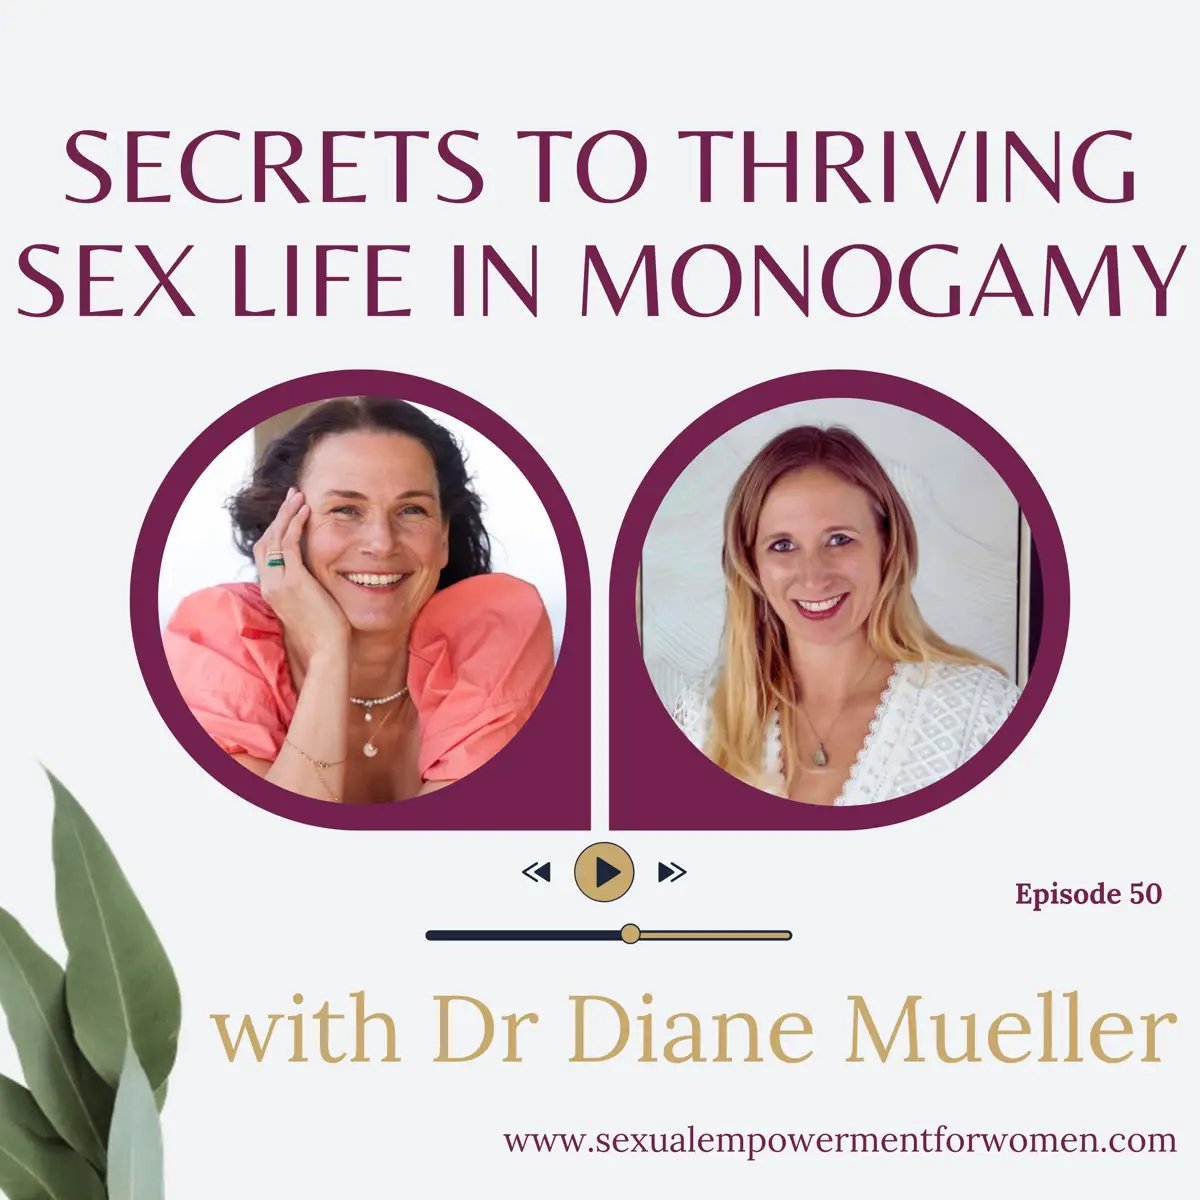 SECRETS TO THRIVING
SEX LIFE IN MONOGAMY
Episode 50
with Dr Diane Mueller
www.sexualempowermentforwomen.com